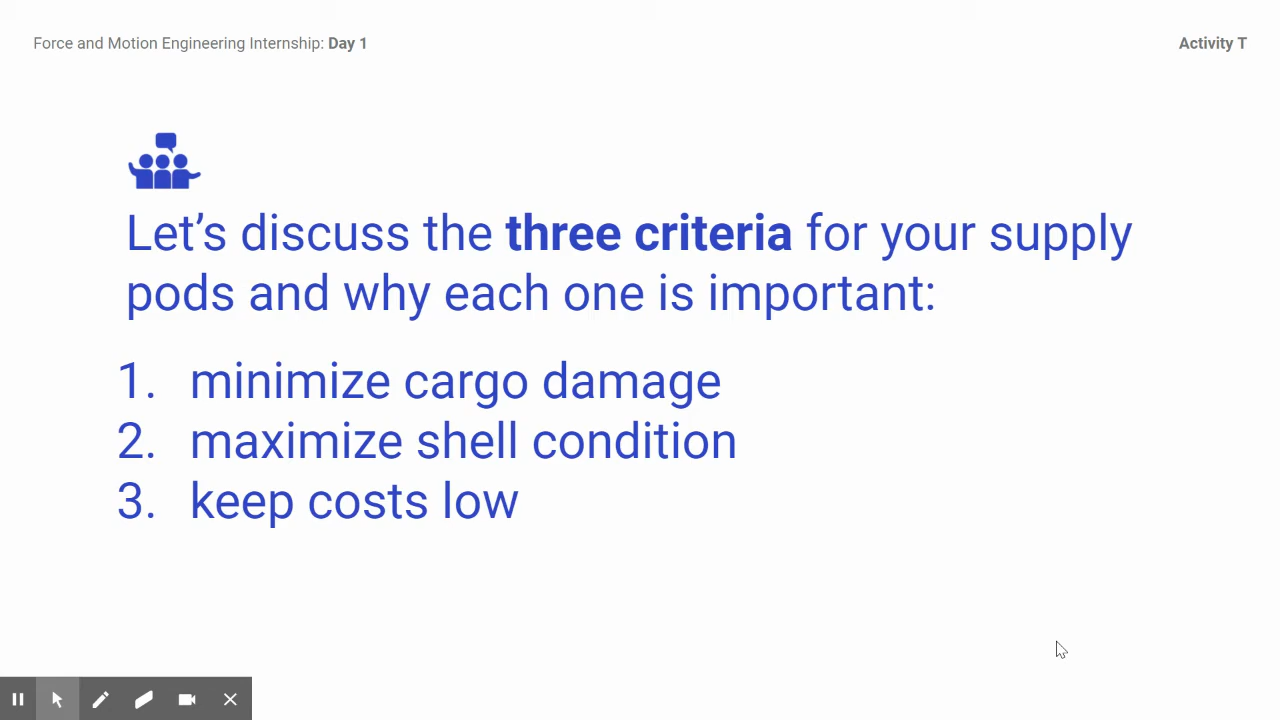 Force and Motion Engineering Internship: Day 1
Activity T
Let’s discuss the three criteria for your supply
pods and why each one is important:
1. minimize cargo damage
2. maximize shell condition
3. keep costs low